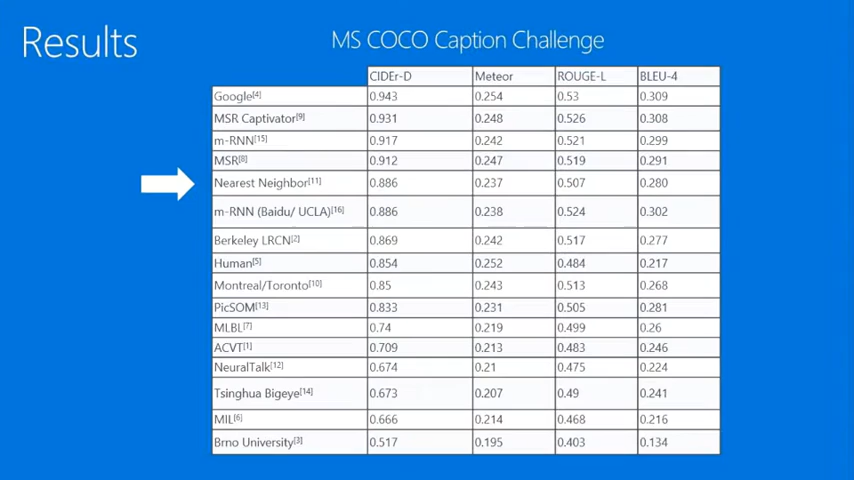 Results
MS COCO Caption Challenge
CIDEr-D Meteor ROUGE-L BLEU-4
Google[4] 0.943 0.254 0.53 0.309
MSR Captivator[9] 0.931 0.248 0.526 0.308
m-RNN[15] 0.917 0.242 0.521 0.299
MSR[8] 0.912 0.247 0.519 0.291
Nearest Neighbor[11] 0.886 0.237 0.507 0.280
m-RNN (Baidu/ UCLA)[16] 0.886 0.238 0.524 0.302
Berkeley LRCN[2] 0.869 0.242 0.517 0.277
Human[5] 0.854 0.252 0.484 0.217
Montreal/Toronto[10] 0.85 0.243 0.513 0.268
PicSOM[13] 0.833 0.231 0.505 0.281
MLBL[7] 0.74 0.219 0.499 0.26
ACVT[1] 0.709 0.213 0.483 0.246
NeuralTalk[12] 0.674 0.21 0.475 0.224
Tsinghua Bigeye[14] 0.673 0.207 0.49 0.241
MIL[6] 0.666 0.214 0.468 0.216
Brno University[3] 0.517 0.195 0.403 0.134